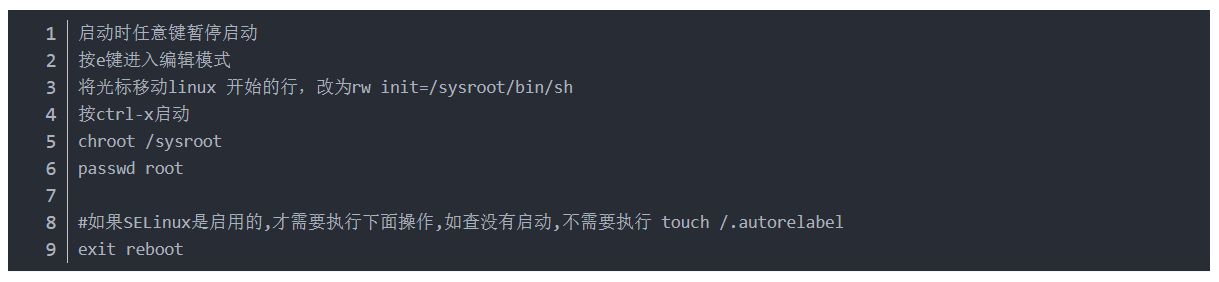 1 启动时任意键暂停启动
2 按e键进入编辑模式
3 将光标移动linux 开始的行，改为rw init=/sysroot/bin/sh
4 按ctrl-x启动
5 chroot /sysroot
6 passwd root
7
8 #如果SELinux是启用的,才需要执行下面操作,如查没有启动,不需要执行 touch /.autorelabel
9 exit reboot